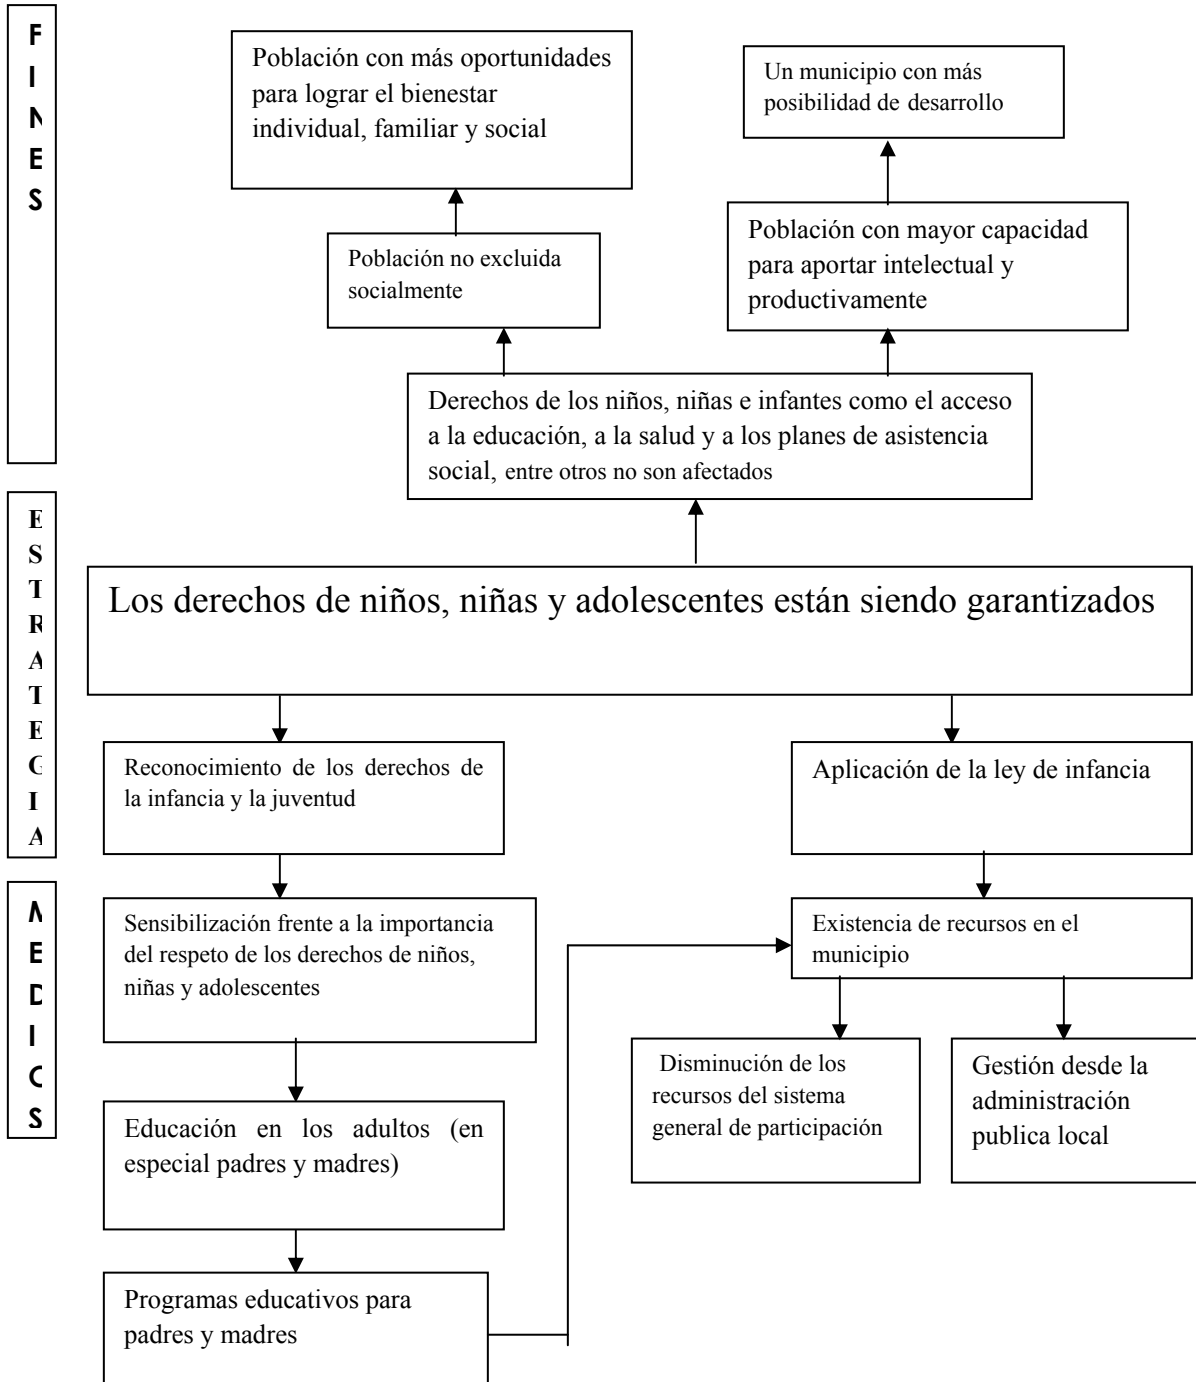 FINES
Población con más oportunidades
para lograr el bienestar
individual, familiar y social
Un municipio con más
posibilidad de desarrollo
Población no excluida
socialmente
Población con mayor capacidad
para aportar intelectual y
productivamente
Derechos de los niños, niñas e infantes como el acceso
a la educación, a la salud y a los planes de asistencia
social, entre otros no son afectados
ESTRATEGIA
Los derechos de niños, niñas y adolescentes están siendo garantizados
Reconocimiento de los derechos de
la infancia y la juventud
Aplicación de la ley de infancia
MEDIOS
Sensibilización frente a la importancia
del respeto de los derechos de niños,
niñas y adolescentes
Existencia de recursos en el
municipio
Disminución de los
recursos del sistema
general de participación
Gestión desde la
administración
publica local
Educación en los adultos (en
especial padres y madres)
Programas educativos para
padres y madres